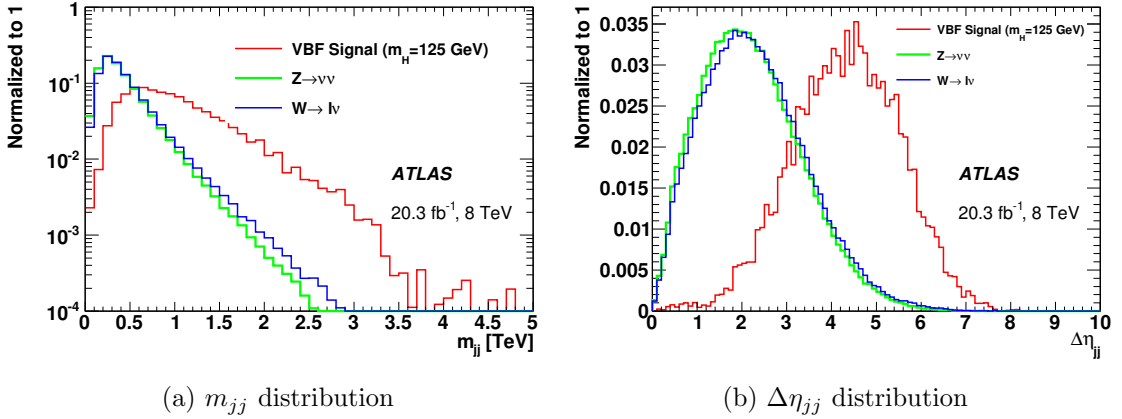 Normalized to 1
1
10⁻¹
10⁻²
10⁻³
10⁻⁴
VBF Signal (m_H=125 GeV)
Z→νν
W→ lν
ATLAS
20.3 fb⁻¹, 8 TeV
0 0.5 1 1.5 2 2.5 3 3.5 4 4.5 5
m_jj [TeV]
(a) m_jj distribution
Normalized to 1
0.035
0.03
0.025
0.02
0.015
0.01
0.005
0
VBF Signal (m_H=125 GeV)
Z→νν
W→ lν
ATLAS
20.3 fb⁻¹, 8 TeV
0 1 2 3 4 5 6 7 8 9 10
Δη_jj
(b) Δη_jj distribution